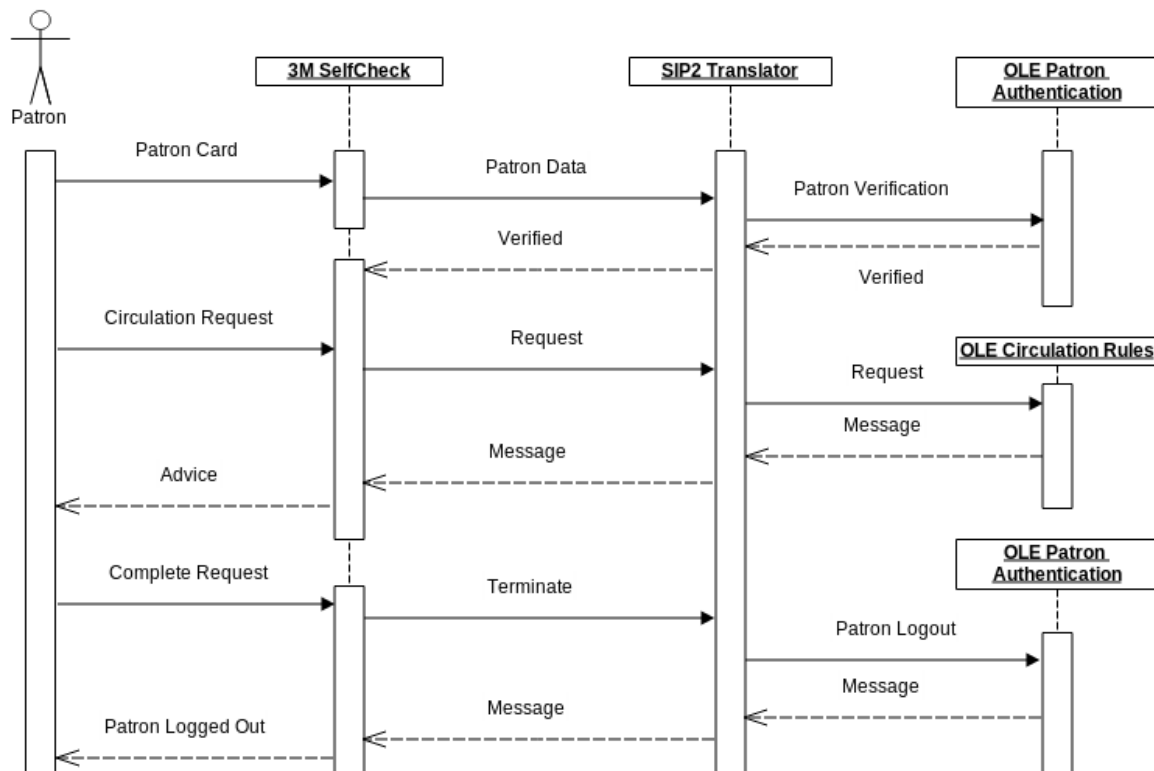 3M SelfCheck
SIP2 Translator
OLE Patron
Authentication
Patron
Patron Card
Patron Data
Patron Verification
Verified
Verified
Circulation Request
Request
OLE Circulation Rules
Request
Message
Message
Advice
OLE Patron
Authentication
Complete Request
Terminate
Patron Logout
Message
Message
Patron Logged Out